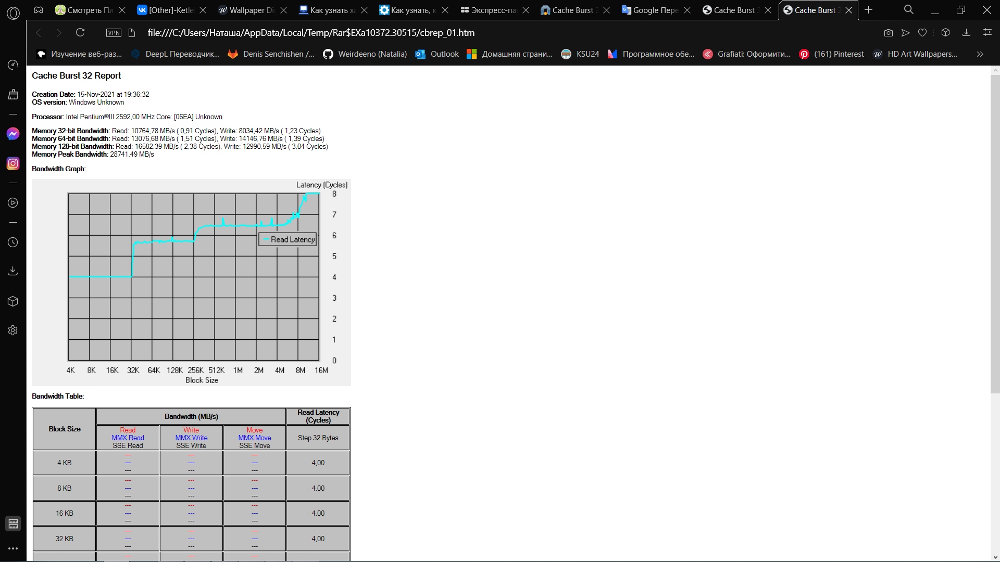 Смотреть Пл
[Other]-Ketle
Wallpaper Di
Как узнать ха
Как узнать, к
Экспресс-па
Cache Burst 3
Google Пере
Cache Burst 3
Cache Burst 3
VPN
file:///C:/Users/Наташа/AppData/Local/Temp/Rar$EXa10372.30515/cbrep_01.htm
Изучение веб-раз...
DeepL Переводчик...
Denis Senchishen /...
Weirdeeno (Natalia)
Outlook
Домашняя страни...
KSU24
Программное обе...
Grafiati: Оформити...
(161) Pinterest
HD Art Wallpapers...
Cache Burst 32 Report
Creation Date: 15-Nov-2021 at 19:36:32
OS version: Windows Unknown
Processor: Intel Pentium®III 2592,00 MHz Core: [06EA] Unknown
Memory 32-bit Bandwidth: Read: 10764,78 MB/s ( 0,91 Cycles), Write: 8034,42 MB/s ( 1,23 Cycles)
Memory 64-bit Bandwidth: Read: 13076,68 MB/s ( 1,51 Cycles), Write: 14146,76 MB/s ( 1,39 Cycles)
Memory 128-bit Bandwidth: Read: 16582,39 MB/s ( 2,38 Cycles), Write: 12990,59 MB/s ( 3,04 Cycles)
Memory Peak Bandwidth: 28741,49 MB/s
Bandwidth Graph:
Latency (Cycles)
8
7
6
Read Latency
5
4
3
2
1
0
4K 8K 16K 32K 64K 128K 256K 512K 1M 2M 4M 8M 16M
Block Size
Bandwidth Table:
Block Size
Bandwidth (MB/s)
Read Latency
(Cycles)
Read Write Move
MMX Read MMX Write MMX Move
SSE Read SSE Write SSE Move
Step 32 Bytes
--- --- ---
4 KB --- --- --- 4,00
--- --- ---
--- --- ---
8 KB --- --- --- 4,00
--- --- ---
--- --- ---
16 KB --- --- --- 4,00
--- --- ---
--- --- ---
32 KB --- --- --- 4,00
--- --- ---
--- --- ---